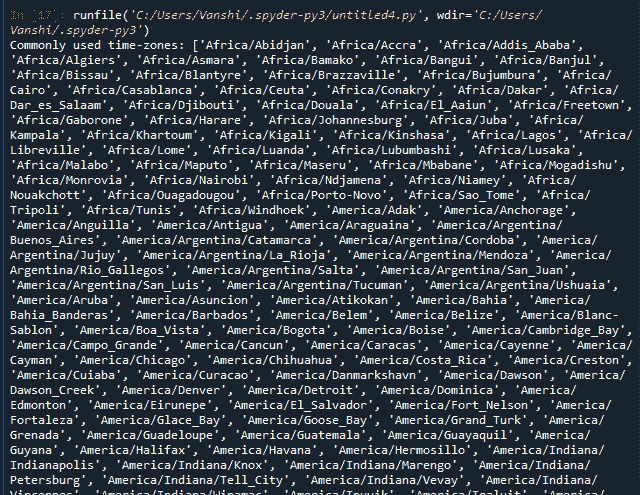 In [17]: runfile('C:/Users/Vanshi/.spyder-py3/untitled4.py', wdir='C:/Users/
Vanshi/.spyder-py3')
Commonly used time-zones: ['Africa/Abidjan', 'Africa/Accra', 'Africa/Addis_Ababa',
'Africa/Algiers', 'Africa/Asmara', 'Africa/Bamako', 'Africa/Bangui', 'Africa/Banjul',
'Africa/Bissau', 'Africa/Blantyre', 'Africa/Brazzaville', 'Africa/Bujumbura', 'Africa/
Cairo', 'Africa/Casablanca', 'Africa/Ceuta', 'Africa/Conakry', 'Africa/Dakar', 'Africa/
Dar_es_Salaam', 'Africa/Djibouti', 'Africa/Douala', 'Africa/El_Aaiun', 'Africa/Freetown',
'Africa/Gaborone', 'Africa/Harare', 'Africa/Johannesburg', 'Africa/Juba', 'Africa/
Kampala', 'Africa/Khartoum', 'Africa/Kigali', 'Africa/Kinshasa', 'Africa/Lagos', 'Africa/
Libreville', 'Africa/Lome', 'Africa/Luanda', 'Africa/Lubumbashi', 'Africa/Lusaka',
'Africa/Malabo', 'Africa/Maputo', 'Africa/Maseru', 'Africa/Mbabane', 'Africa/Mogadishu',
'Africa/Monrovia', 'Africa/Nairobi', 'Africa/Ndjamena', 'Africa/Niamey', 'Africa/
Nouakchott', 'Africa/Ouagadougou', 'Africa/Porto-Novo', 'Africa/Sao_Tome', 'Africa/
Tripoli', 'Africa/Tunis', 'Africa/Windhoek', 'America/Adak', 'America/Anchorage',
'America/Anguilla', 'America/Antigua', 'America/Araguaina', 'America/Argentina/
Buenos_Aires', 'America/Argentina/Catamarca', 'America/Argentina/Cordoba', 'America/
Argentina/Jujuy', 'America/Argentina/La_Rioja', 'America/Argentina/Mendoza', 'America/
Argentina/Rio_Gallegos', 'America/Argentina/Salta', 'America/Argentina/San_Juan',
'America/Argentina/San_Luis', 'America/Argentina/Tucuman', 'America/Argentina/Ushuaia',
'America/Aruba', 'America/Asuncion', 'America/Atikokan', 'America/Bahia', 'America/
Bahia_Banderas', 'America/Barbados', 'America/Belem', 'America/Belize', 'America/Blanc-
Sablon', 'America/Boa_Vista', 'America/Bogota', 'America/Boise', 'America/Cambridge_Bay',
'America/Campo_Grande', 'America/Cancun', 'America/Caracas', 'America/Cayenne', 'America/
Cayman', 'America/Chicago', 'America/Chihuahua', 'America/Costa_Rica', 'America/Creston',
'America/Cuiaba', 'America/Curacao', 'America/Danmarkshavn', 'America/Dawson', 'America/
Dawson_Creek', 'America/Denver', 'America/Detroit', 'America/Dominica', 'America/
Edmonton', 'America/Eirunepe', 'America/El_Salvador', 'America/Fort_Nelson', 'America/
Fortaleza', 'America/Glace_Bay', 'America/Goose_Bay', 'America/Grand_Turk', 'America/
Grenada', 'America/Guadeloupe', 'America/Guatemala', 'America/Guayaquil', 'America/
Guyana', 'America/Halifax', 'America/Havana', 'America/Hermosillo', 'America/Indiana/
Indianapolis', 'America/Indiana/Knox', 'America/Indiana/Marengo', 'America/Indiana/
Petersburg', 'America/Indiana/Tell_City', 'America/Indiana/Vevay', 'America/Indiana/
Vincennes', 'America/Indiana/Winamac', 'America/Inuvik', 'America/Iqaluit', 'America/